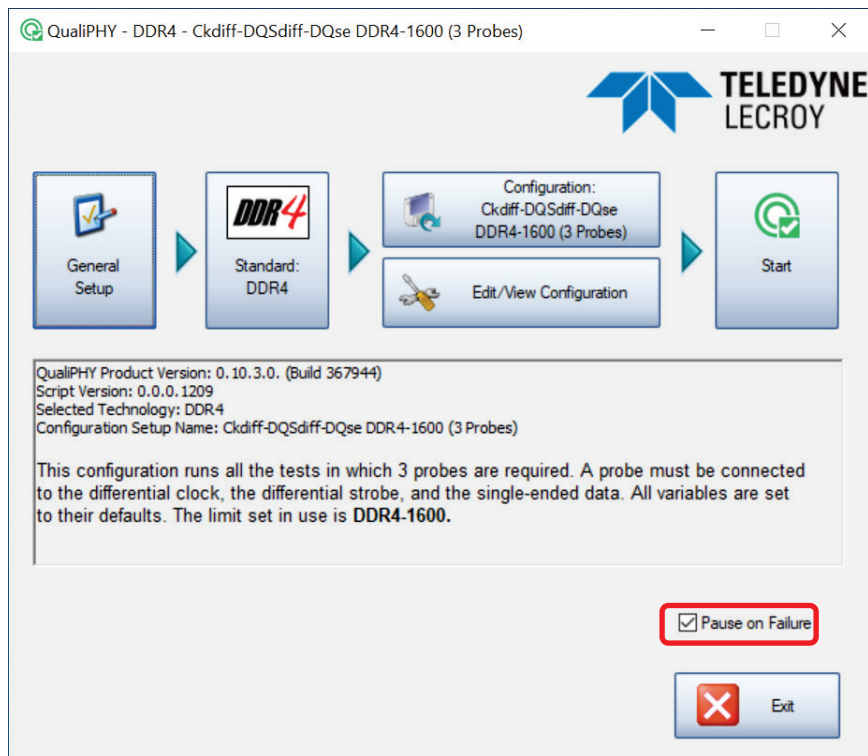 QualiPHY - DDR4 - Ckdiff-DQSdiff-DQse DDR4-1600 (3 Probes)
TELEDYNE
LECROY
General
Setup
DDR4
Standard:
DDR4
Configuration:
Ckdiff-DQSdiff-DQse
DDR4-1600 (3 Probes)
Edit/View Configuration
Start
QualiPHY Product Version: 0.10.3.0. (Build 367944)
Script Version: 0.0.0.1209
Selected Technology: DDR4
Configuration Setup Name: Ckdiff-DQSdiff-DQse DDR4-1600 (3 Probes)
This configuration runs all the tests in which 3 probes are required. A probe must be connected
to the differential clock, the differential strobe, and the single-ended data. All variables are set
to their defaults. The limit set in use is DDR4-1600.
Pause on Failure
Exit